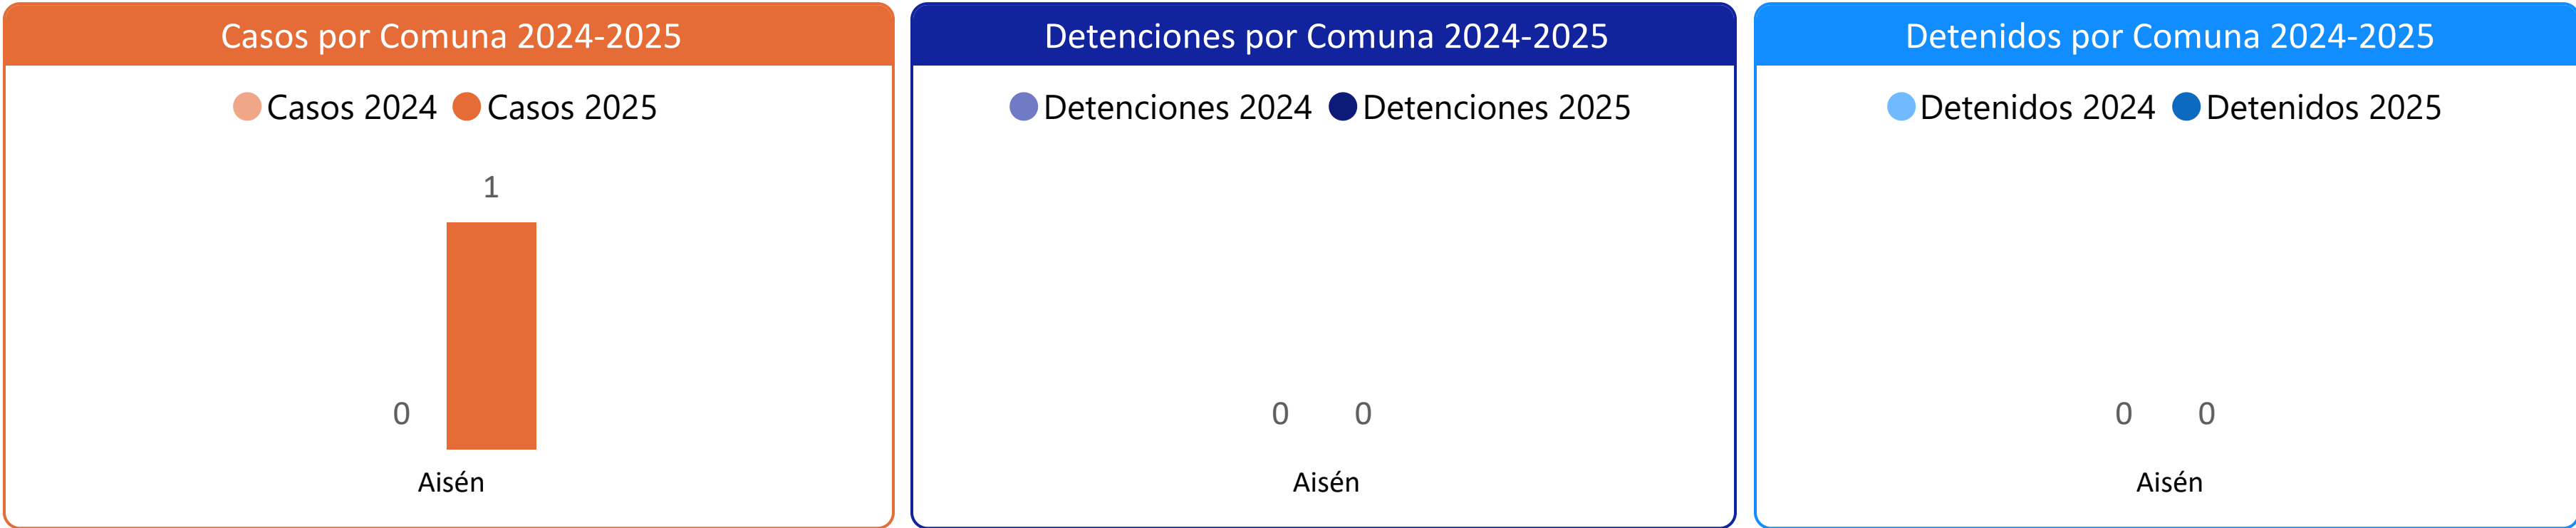 Casos por Comuna 2024-2025
Casos 2024 Casos 2025
1
0
Aisén
Detenciones por Comuna 2024-2025
Detenciones 2024 Detenciones 2025
0 0
Aisén
Detenidos por Comuna 2024-2025
Detenidos 2024 Detenidos 2025
0 0
Aisén